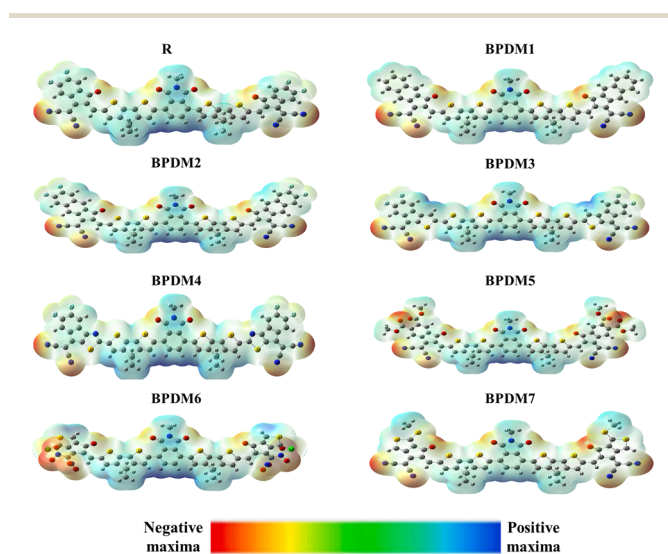 R
BPDM1
BPDM2
BPDM3
BPDM4
BPDM5
BPDM6
BPDM7
Negative
maxima
Positive
maxima